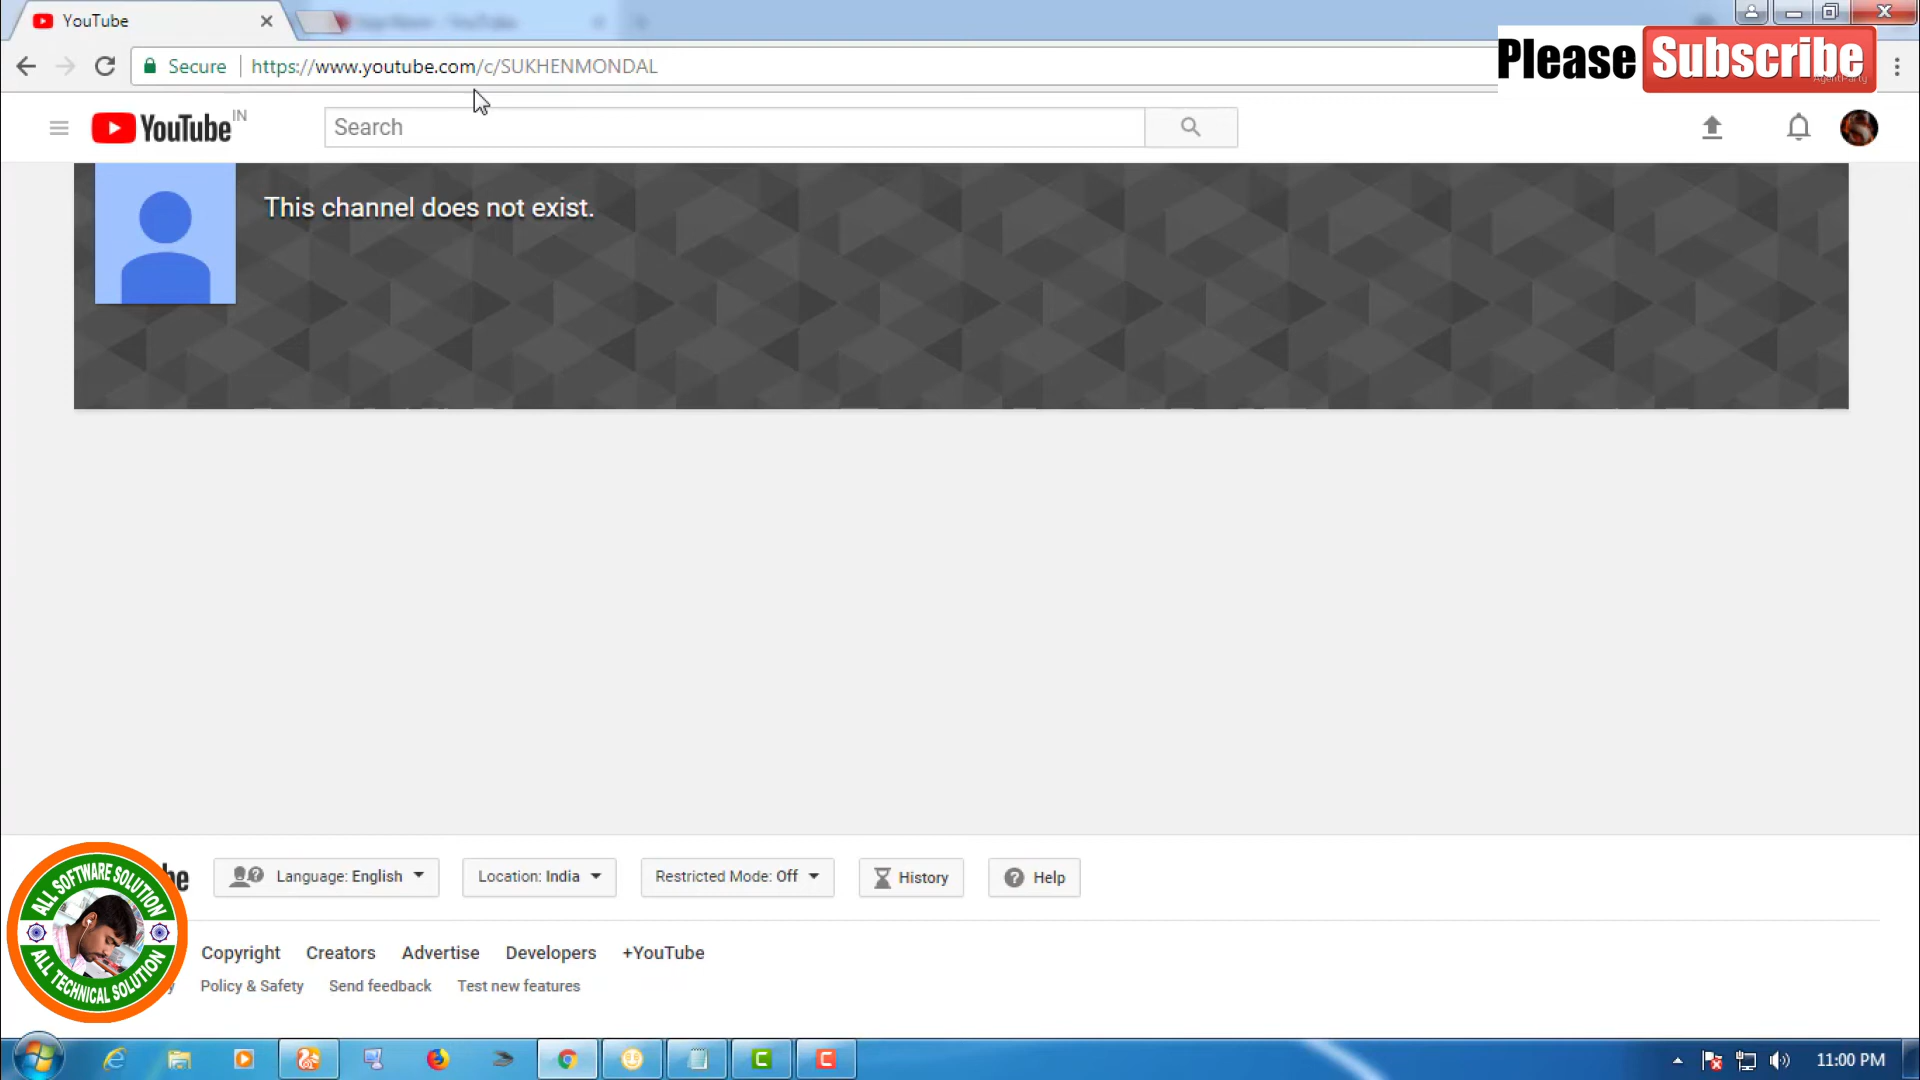 YouTube
Secure
https://www.youtube.com/c/SUKHENMONDAL
Please Subscribe
AgentParty
YouTube IN
Search
This channel does not exist.
Language: English
Location: India
Restricted Mode: Off
History
Help
Copyright
Creators
Advertise
Developers
+YouTube
Policy & Safety
Send feedback
Test new features
ALL SOFTWARE SOLUTION
ALL TECHNICAL SOLUTION
11:00 PM